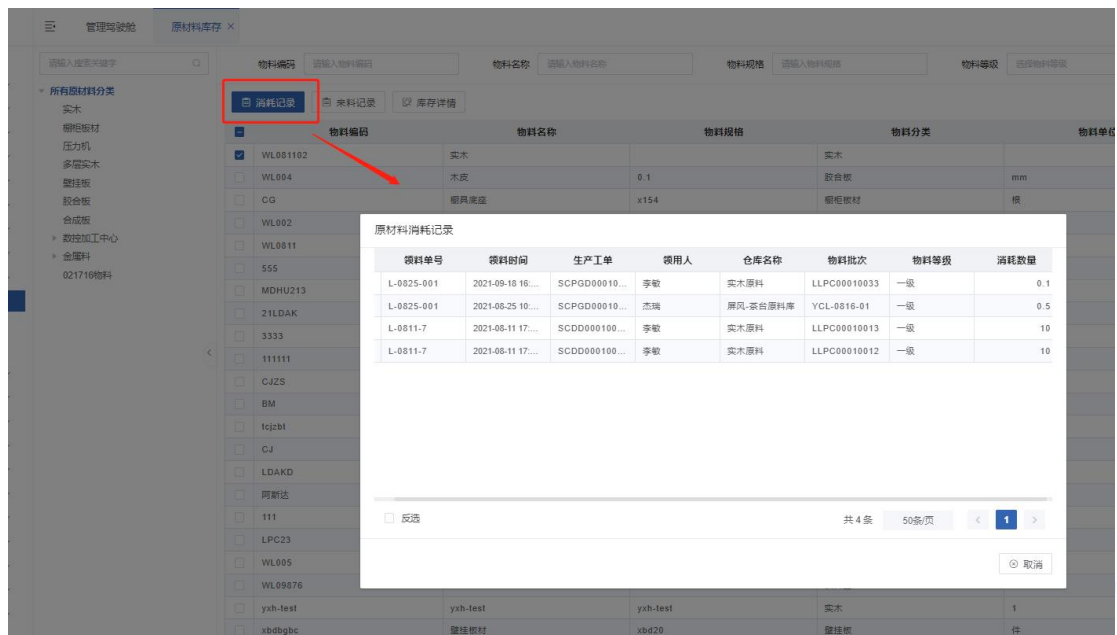 管理驾驶舱 原材料库存 ×
请输入搜索关键字 物料编码 请输入物料编码 物料名称 请输入物料名称 物料规格 请输入物料规格 物料等级 选择物料等级
所有原材料分类
实木
橱柜板材
压力机
多层实木
壁挂板
胶合板
合成板
数控加工中心
金属料
021716物料
消耗记录 来料记录 库存详情
物料编码 物料名称 物料规格 物料分类 物料单位
WL081102 实木 实木
WL004 木皮 0.1 胶合板 mm
CG 橱具底座 x154 橱柜板材 根
WL002
WL0811
555
MDHU213
21LDAK
3333
111111
CJZS
BM
tcjzbt
CJ
LDAKD
阿斯达
111
LPC23
WL005
WL09876
yxh-test yxh-test yxh-test 实木 1
xbdbgbc 壁挂板材 xbd20 壁挂板 件
原材料消耗记录
领料单号 领料时间 生产工单 领用人 仓库名称 物料批次 物料等级 消耗数量
L-0825-001 2021-09-18 16:... SCPGD00010... 李敏 实木原料 LLPC00010033 一级 0.1
L-0825-001 2021-08-25 10:... SCPGD00010... 杰瑞 屏风-茶台原料库 YCL-0816-01 一级 0.5
L-0811-7 2021-08-11 17:... SCDD000100... 李敏 实木原料 LLPC00010013 一级 10
L-0811-7 2021-08-11 17:... SCDD000100... 李敏 实木原料 LLPC00010012 一级 10
反选 共 4 条 50条/页 1
取消